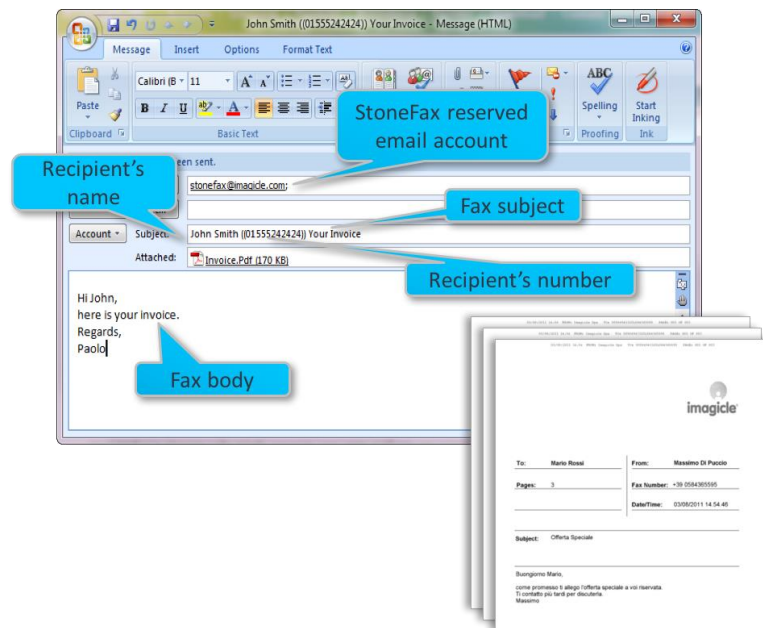 John Smith ((01555242424)) Your Invoice - Message (HTML)
Message Insert Options Format Text
Calibri (B 11
Paste
B I U
ABC
Spelling
Start Inking
Clipboard
Basic Text
Proofing
Ink
StoneFax reserved
email account
Recipient's
name
en sent.
stonefax@imagicle.com;
Fax subject
Account
Subject:
John Smith ((01555242424)) Your Invoice
Attached:
Invoice.Pdf (170 KB)
Recipient's number
Hi John,
here is your invoice.
Regards,
Paolo
Fax body
imagicle
To: Mario Rossi
From: Massimo Di Puccio
Pages: 3
Fax Number: +39 0584365595
Date/Time: 03/08/2011 14.54.46
Subject: Offerta Speciale
Buongiorno Mario,
come promesso ti allego l'offerta speciale a voi riservata.
Ti contatto più tardi per discuterla.
Massimo